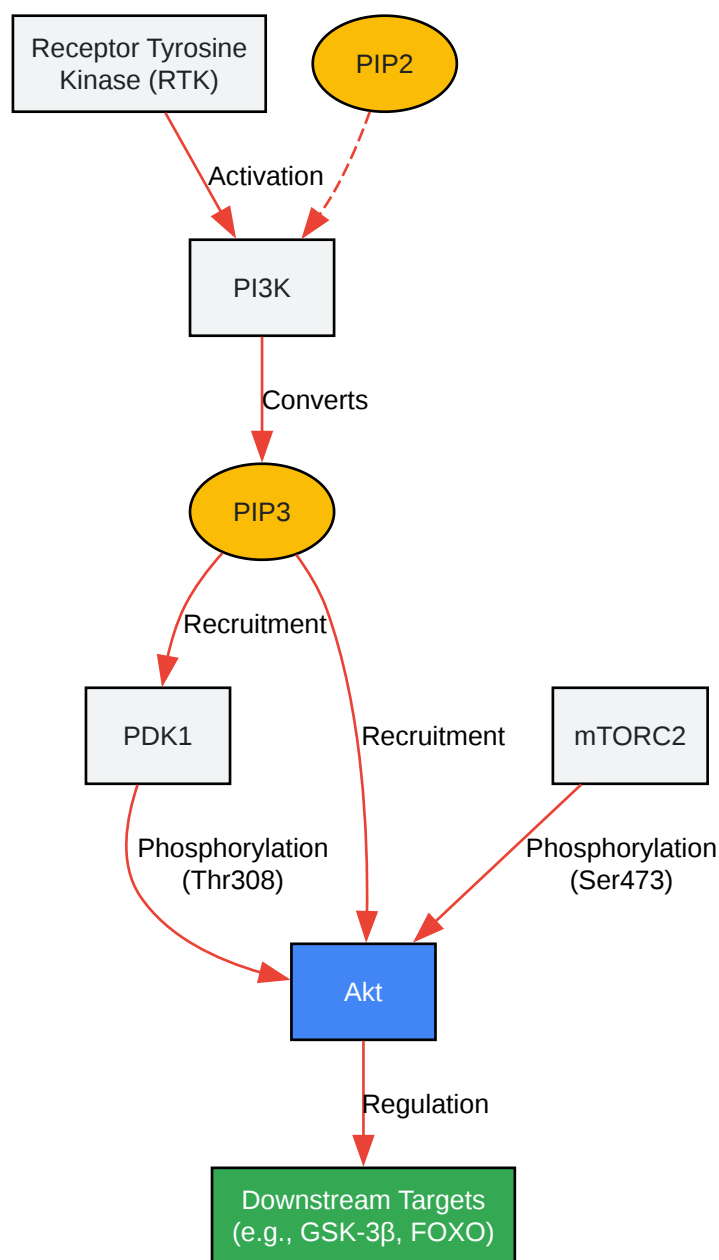 Receptor Tyrosine
Kinase (RTK)
PIP2
Activation
PI3K
Converts
PIP3
Recruitment
PDK1
Recruitment
mTORC2
Phosphorylation
(Thr308)
Phosphorylation
(Ser473)
Akt
Regulation
Downstream Targets
(e.g., GSK-3β, FOXO)